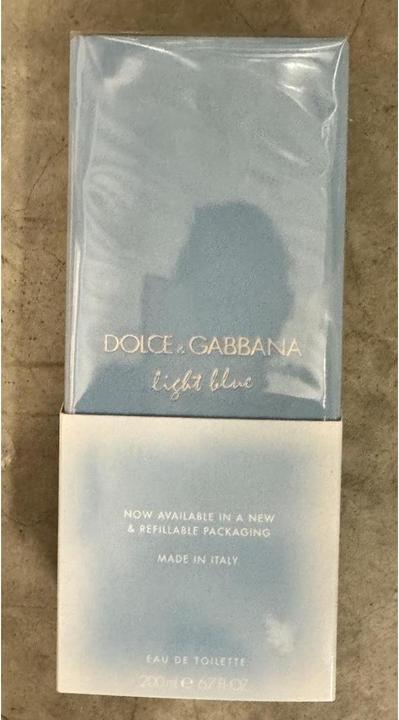 DOLCE & GABBANA
light blue
NOW AVAILABLE IN A NEW
& REFILLABLE PACKAGING
MADE IN ITALY
EAU DE TOILETTE
200ml ℮ 6.7 FL.OZ.